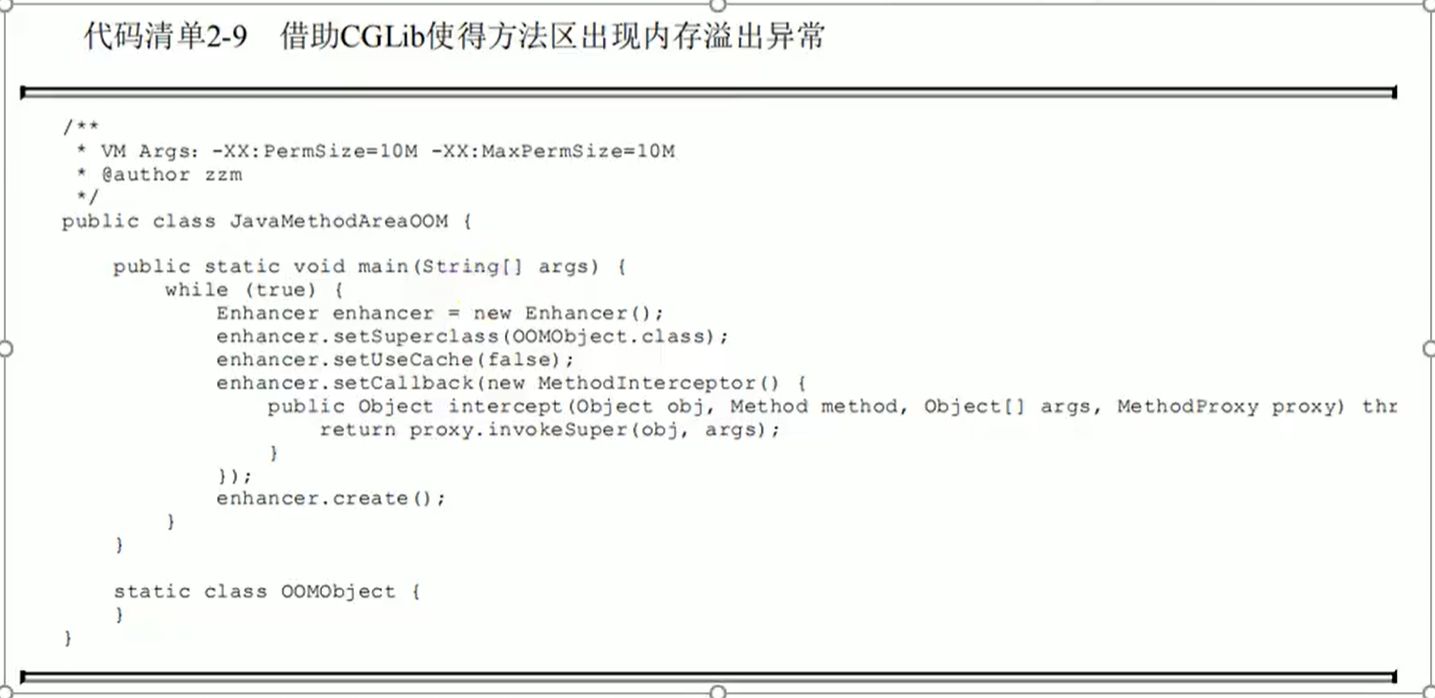 代码清单2-9 借助CGLib使得方法区出现内存溢出异常
/**
 * VM Args: -XX:PermSize=10M -XX:MaxPermSize=10M
 * @author zzm
 */
public class JavaMethodAreaOOM {
    public static void main(String[] args) {
        while (true) {
            Enhancer enhancer = new Enhancer();
            enhancer.setSuperclass(OOMObject.class);
            enhancer.setUseCache(false);
            enhancer.setCallback(new MethodInterceptor() {
                public Object intercept(Object obj, Method method, Object[] args, MethodProxy proxy) thr
                    return proxy.invokeSuper(obj, args);
                }
            });
            enhancer.create();
        }
    }
    static class OOMObject {
    }
}